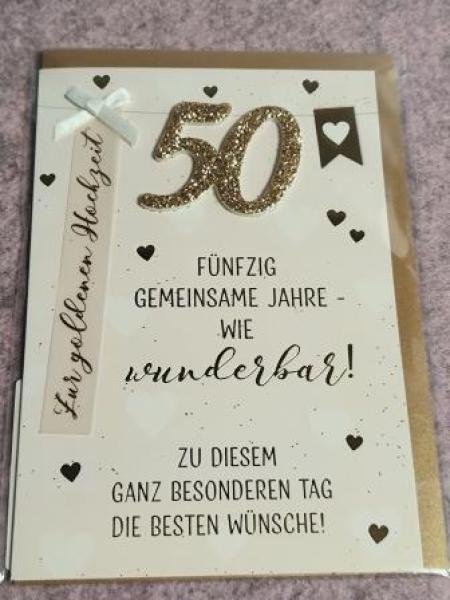 50
Zur goldenen Hochzeit
FÜNFZIG
GEMEINSAME JAHRE -
WIE
wunderbar!
ZU DIESEM
GANZ BESONDEREN TAG
DIE BESTEN WÜNSCHE!